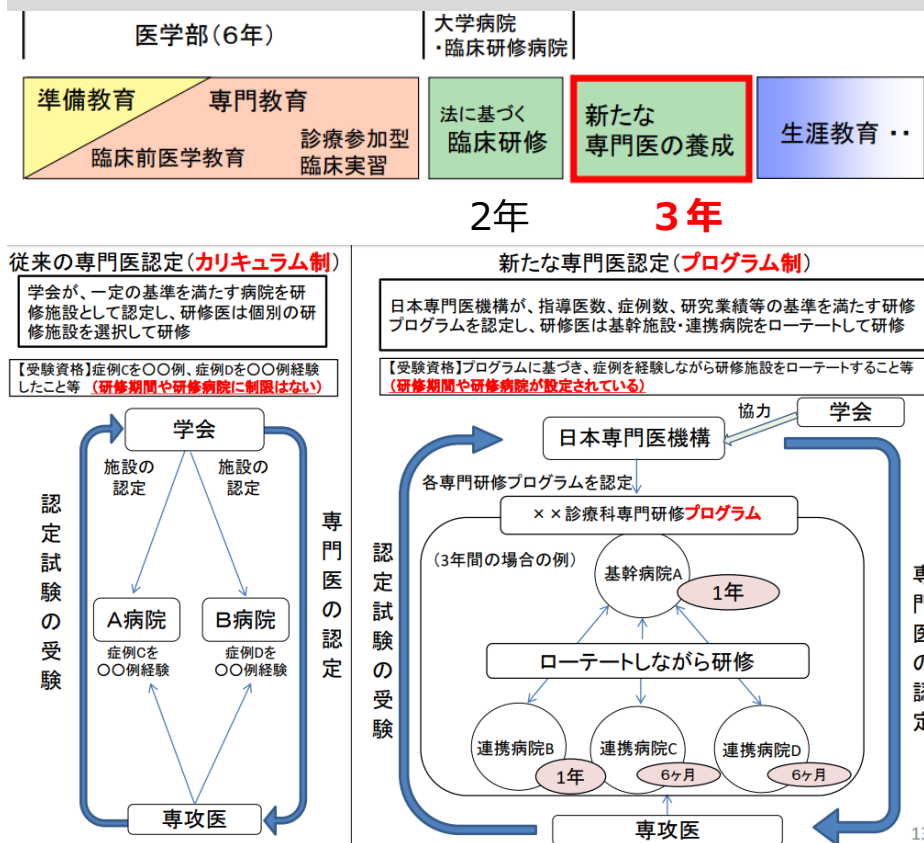 医学部(6年)
大学病院
・臨床研修病院
準備教育
専門教育
臨床前医学教育
診療参加型
臨床実習
法に基づく
臨床研修
新たな
専門医の養成
生涯教育 ‥
2年
3年
従来の専門医認定(カリキュラム制)
学会が、一定の基準を満たす病院を研
修施設として認定し、研修医は個別の研
修施設を選択して研修
【受験資格】症例Cを〇〇例、症例Dを〇〇例経験
したこと等 (研修期間や研修病院に制限はない)
学会
施設の
認定
施設の
認定
認定試験の受験
専門医の認定
A病院
B病院
症例Cを
〇〇例経験
症例Dを
〇〇例経験
専攻医
新たな専門医認定(プログラム制)
日本専門医機構が、指導医数、症例数、研究業績等の基準を満たす研修
プログラムを認定し、研修医は基幹施設・連携病院をローテートして研修
【受験資格】プログラムに基づき、症例を経験しながら研修施設をローテートすること等
(研修期間や研修病院が設定されている)
協力
学会
日本専門医機構
各専門研修プログラムを認定
××診療科専門研修プログラム
(3年間の場合の例)
基幹病院A
1年
認定試験の受験
専門医の認定
ローテートしながら研修
連携病院B
連携病院C
連携病院D
1年
6ヶ月
6ヶ月
専攻医
13